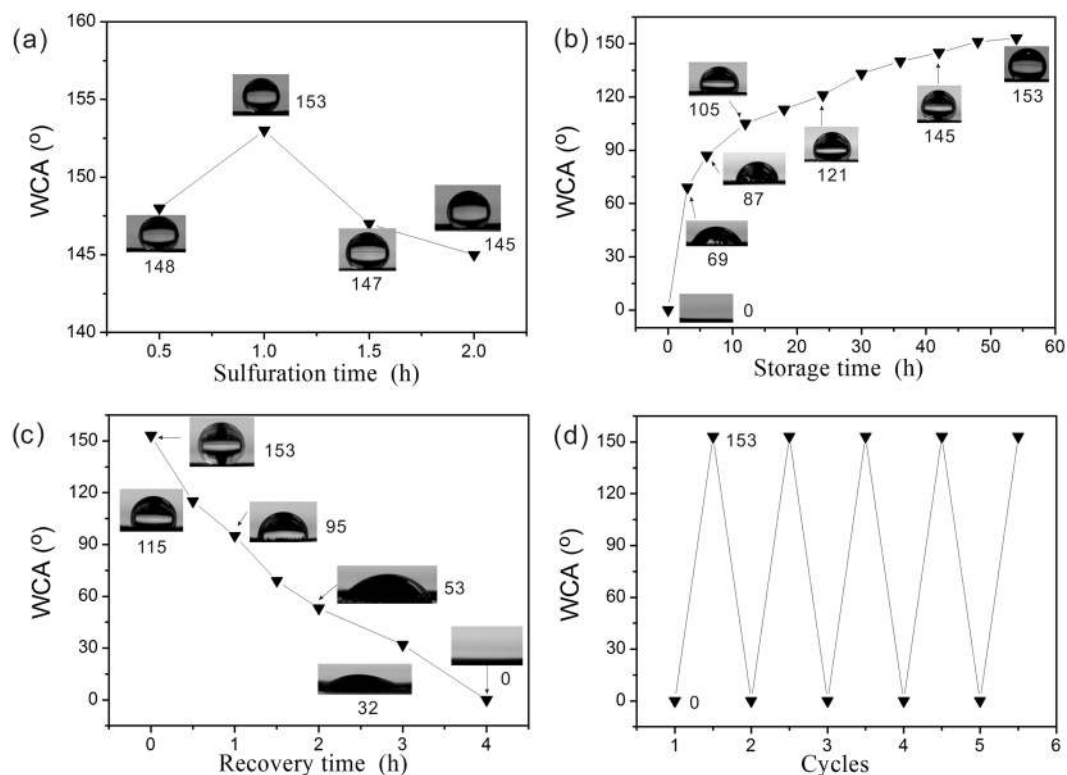 (a)
WCA (º)
160
155
150
145
140
153
148
147
145
0.5 1.0 1.5 2.0
Sulfuration time (h)
(b)
WCA (º)
150
120
90
60
30
0
105
87
69
0
121
145
153
0 10 20 30 40 50 60
Storage time (h)
(c)
WCA (º)
150
120
90
60
30
0
153
115
95
53
32
0
0 1 2 3 4
Recovery time (h)
(d)
WCA (º)
150
120
90
60
30
0
153
0
1 2 3 4 5 6
Cycles